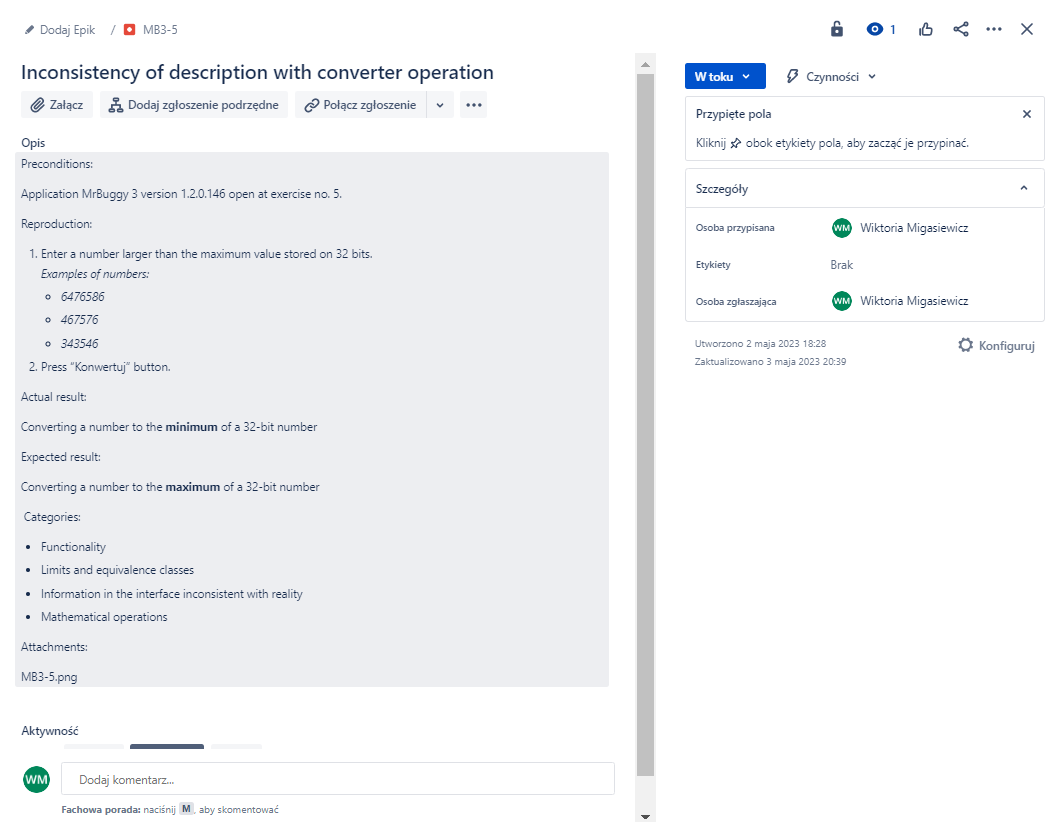 Dodaj Epik / MB3-5
1
Inconsistency of description with converter operation
Załącz Dodaj zgłoszenie podrzędne Połącz zgłoszenie
Opis
Preconditions:
Application MrBuggy 3 version 1.2.0.146 open at exercise no. 5.
Reproduction:
1. Enter a number larger than the maximum value stored on 32 bits.
Examples of numbers:
6476586
467576
343546
2. Press “Konwertuj” button.
Actual result:
Converting a number to the minimum of a 32-bit number
Expected result:
Converting a number to the maximum of a 32-bit number
Categories:
Functionality
Limits and equivalence classes
Information in the interface inconsistent with reality
Mathematical operations
Attachments:
MB3-5.png
Aktywność
WM
Dodaj komentarz...
Fachowa porada: naciśnij M, aby skomentować
W toku
Czynności
Przypięte pola
Kliknij obok etykiety pola, aby zacząć je przypinać.
Szczegóły
Osoba przypisana WM Wiktoria Migasiewicz
Etykiety Brak
Osoba zgłaszająca WM Wiktoria Migasiewicz
Utworzono 2 maja 2023 18:28
Zaktualizowano 3 maja 2023 20:39
Konfiguruj